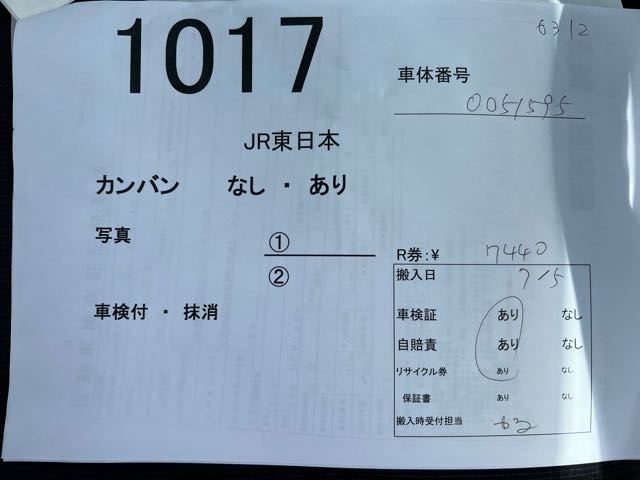 1017
6312
車体番号
0051595
JR東日本
カンバン なし ・ あり
写真 ①
②
R券:¥ 7440
搬入日 7/5
車検付 ・ 抹消
車検証 あり なし
自賠責 あり なし
リサイクル券 あり なし
保証書 あり なし
搬入時受付担当